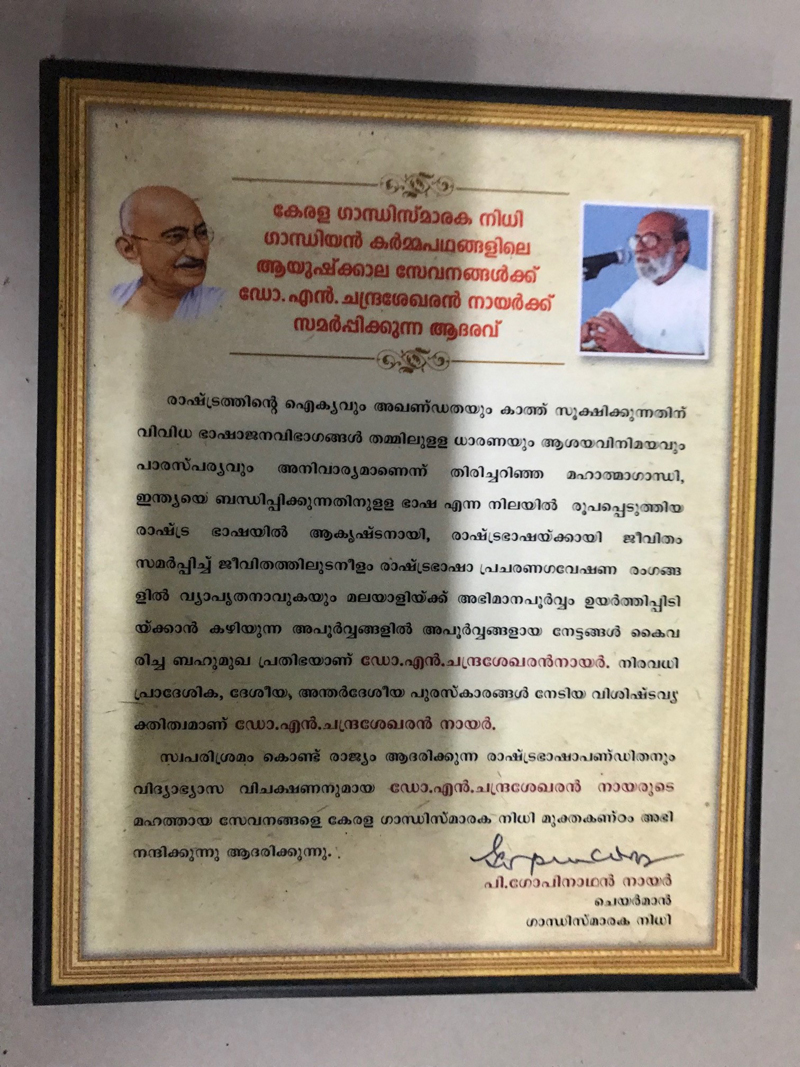 കേരള ഗാന്ധിസ്മാരക നിധി
ഗാന്ധിയൻ കർമ്മപഥങ്ങളിലെ
ആയുഷ്ക്കാല സേവനങ്ങൾക്ക്
ഡോ.എൻ.ചന്ദ്രശേഖരൻ നായർക്ക്
സമർപ്പിക്കുന്ന ആദരവ്
രാഷ്ട്രത്തിന്റെ ഐക്യവും അഖണ്ഡതയും കാത്ത് സൂക്ഷിക്കുന്നതിന്
വിവിധ ഭാഷാജനവിഭാഗങ്ങൾ തമ്മിലുളള ധാരണയും ആശയവിനിമയവും
പാരസ്പര്യവും അനിവാര്യമാണെന്ന് തിരിച്ചറിഞ്ഞ മഹാത്മാഗാന്ധി,
ഇന്ത്യയെ ബന്ധിപ്പിക്കുന്നതിനുളള ഭാഷ എന്ന നിലയിൽ രൂപപ്പെടുത്തിയ
രാഷ്ട്ര ഭാഷയിൽ ആകൃഷ്ടനായി, രാഷ്ട്രഭാഷയ്ക്കായി ജീവിതം
സമർപ്പിച്ച് ജീവിതത്തിലുടനീളം രാഷ്ട്രഭാഷാ പ്രചരണഗവേഷണ രംഗങ്ങ
ളിൽ വ്യാപൃതനാവുകയും മലയാളിയ്ക്ക് അഭിമാനപൂർവ്വം ഉയർത്തിപ്പിടി
യ്ക്കാൻ കഴിയുന്ന അപൂർവ്വങ്ങളിൽ അപൂർവ്വങ്ങളായ നേട്ടങ്ങൾ കൈവ
രിച്ച ബഹുമുഖ പ്രതിഭയാണ് ഡോ.എൻ.ചന്ദ്രശേഖരൻനായർ. നിരവധി
പ്രാദേശിക, ദേശീയ, അന്തർദേശീയ പുരസ്കാരങ്ങൾ നേടിയ വിശിഷ്ടവ്യ
ക്തിത്വമാണ് ഡോ.എൻ.ചന്ദ്രശേഖരൻ നായർ.
സ്വപരിശ്രമം കൊണ്ട് രാജ്യം ആദരിക്കുന്ന രാഷ്ട്രഭാഷാപണ്ഡിതനും
വിദ്യാഭ്യാസ വിചക്ഷണനുമായ ഡോ.എൻ.ചന്ദ്രശേഖരൻ നായരുടെ
മഹത്തായ സേവനങ്ങളെ കേരള ഗാന്ധിസ്മാരക നിധി മുക്തകണ്ഠം അഭി
നന്ദിക്കുന്നു ആദരിക്കുന്നു.
പി.ഗോപിനാഥൻ നായർ
ചെയർമാൻ
ഗാന്ധിസ്മാരക നിധി